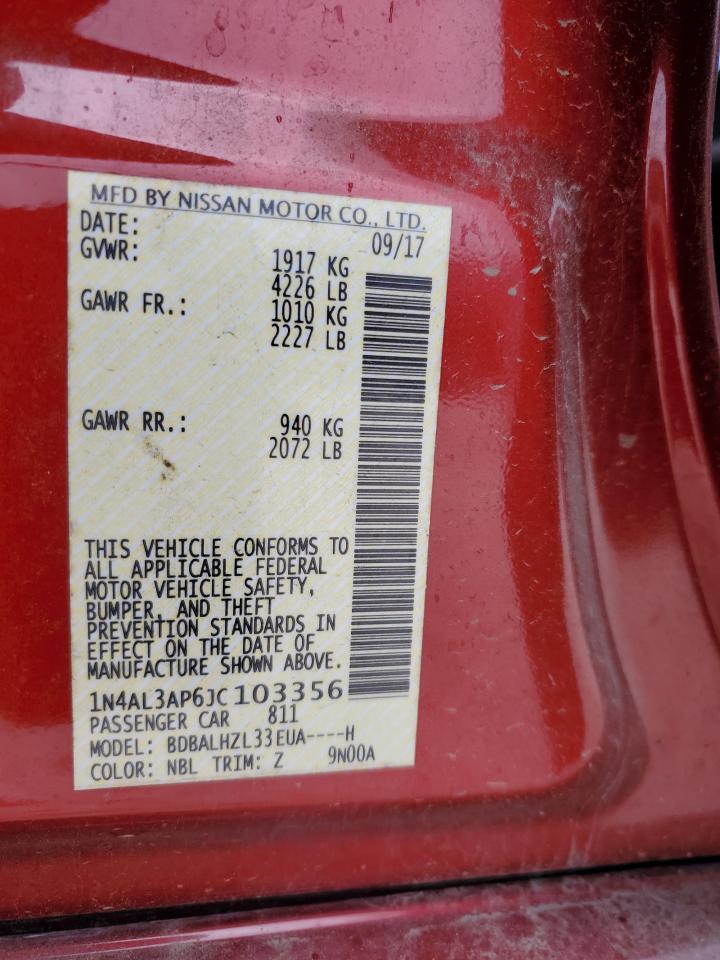 MFD BY NISSAN MOTOR CO., LTD.
DATE: 09/17
GVWR: 1917 KG
4226 LB
GAWR FR.: 1010 KG
2227 LB
GAWR RR.: 940 KG
2072 LB
THIS VEHICLE CONFORMS TO
ALL APPLICABLE FEDERAL
MOTOR VEHICLE SAFETY,
BUMPER, AND THEFT
PREVENTION STANDARDS IN
EFFECT ON THE DATE OF
MANUFACTURE SHOWN ABOVE.
1N4AL3AP6JC103356
PASSENGER CAR 811
MODEL: BDBALHZL33EUA----H
COLOR: NBL TRIM: Z 9N00A